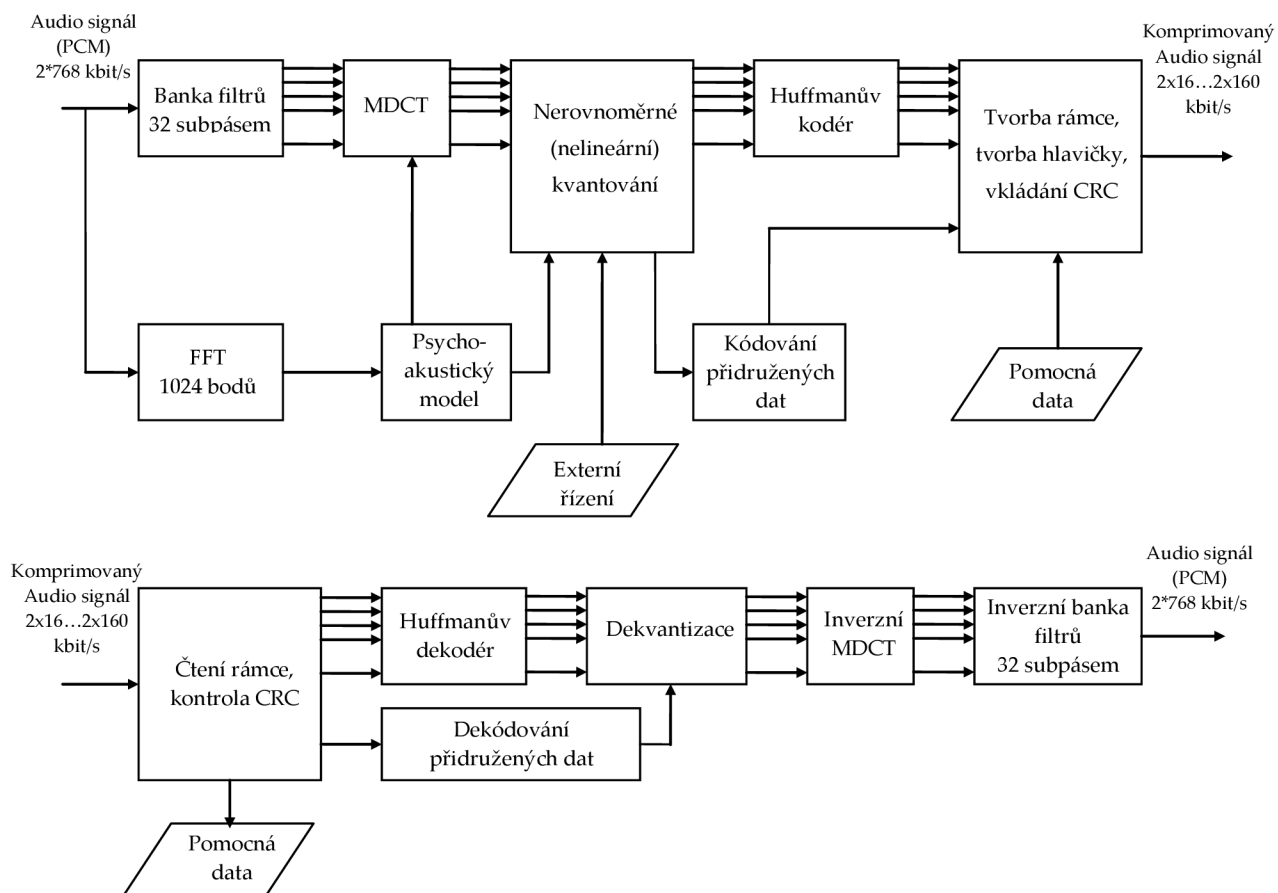 Audio signál
(PCM)
2*768 kbit/s
Banka filtrů
32 subpásem
MDCT
Nerovnoměrné
(nelineární)
kvantování
Huffmanův
kodér
Tvorba rámce,
tvorba hlavičky,
vkládání CRC
Komprimovaný
Audio signál
2x16…2x160
kbit/s
FFT
1024 bodů
Psycho-
akustický
model
Kódování
přidružených
dat
Pomocná
data
Externí
řízení
Komprimovaný
Audio signál
2x16…2x160
kbit/s
Čtení rámce,
kontrola CRC
Huffmanův
dekodér
Dekvantizace
Inverzní
MDCT
Inverzní banka
filtrů
32 subpásem
Audio signál
(PCM)
2*768 kbit/s
Dekódování
přidružených dat
Pomocná
data